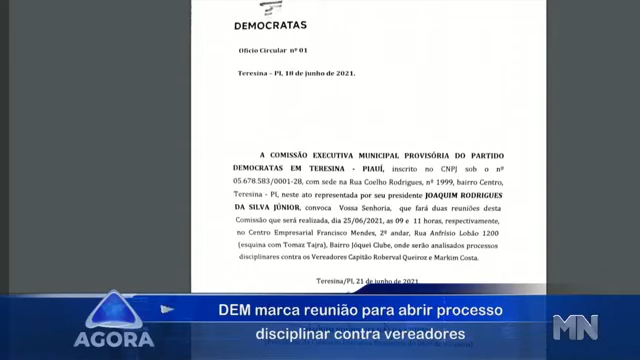 DEMOCRATAS
Ofício Circular nº 01
Teresina – PI, 18 de junho de 2021.
A COMISSÃO EXECUTIVA MUNICIPAL PROVISÓRIA DO PARTIDO
DEMOCRATAS EM TERESINA - PIAUÍ, inscrito no CNPJ sob o nº
05.678.583/0001-28, com sede na Rua Coelho Rodrigues, nº 1999, bairro Centro,
Teresina - PI, neste ato representada por seu presidente JOAQUIM RODRIGUES
DA SILVA JÚNIOR, convoca Vossa Senhoria, que fará duas reuniões desta
Comissão que será realizada, dia 25/06/2021, as 09 e 11 horas, respectivamente,
no Centro Empresarial Francisco Mendes, 2º andar, Rua Anfrísio Lobão 1200
(esquina com Tomaz Tajra), Bairro Jóquei Clube, onde serão analisados processos
disciplinares contra os Vereadores Capitão Roberval Queiroz e Markim Costa.
Teresina/PI, 21 de junho de 2021
DEM marca reunião para abrir processo
disciplinar contra vereadores
AGORA
MN